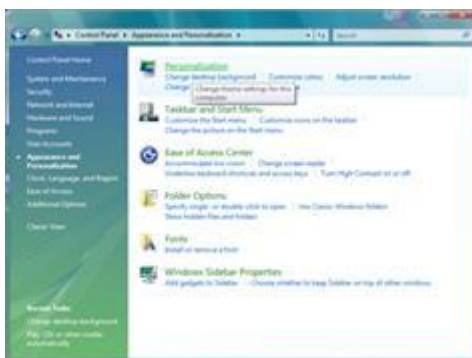 Control Panel ▸ Appearance and Personalization ▸
Search
Control Panel Home
System and Maintenance
Security
Network and Internet
Hardware and Sound
Programs
User Accounts
Appearance and
Personalization
Clock, Language, and Region
Ease of Access
Additional Options
Classic View
Recent Tasks
Change desktop background
Play CDs or other media
automatically
Personalization
Change desktop background
Customize colors
Adjust screen resolution
Change
Change theme settings for this
computer
Taskbar and Start Menu
Customize the Start menu
Customize icons on the taskbar
Change the picture on the Start menu
Ease of Access Center
Accommodate low vision
Change screen reader
Underline keyboard shortcuts and access keys
Turn High Contrast on or off
Folder Options
Specify single- or double-click to open
Use Classic Windows folders
Show hidden files and folders
Fonts
Install or remove a font
Windows Sidebar Properties
Add gadgets to Sidebar
Choose whether to keep Sidebar on top of other windows